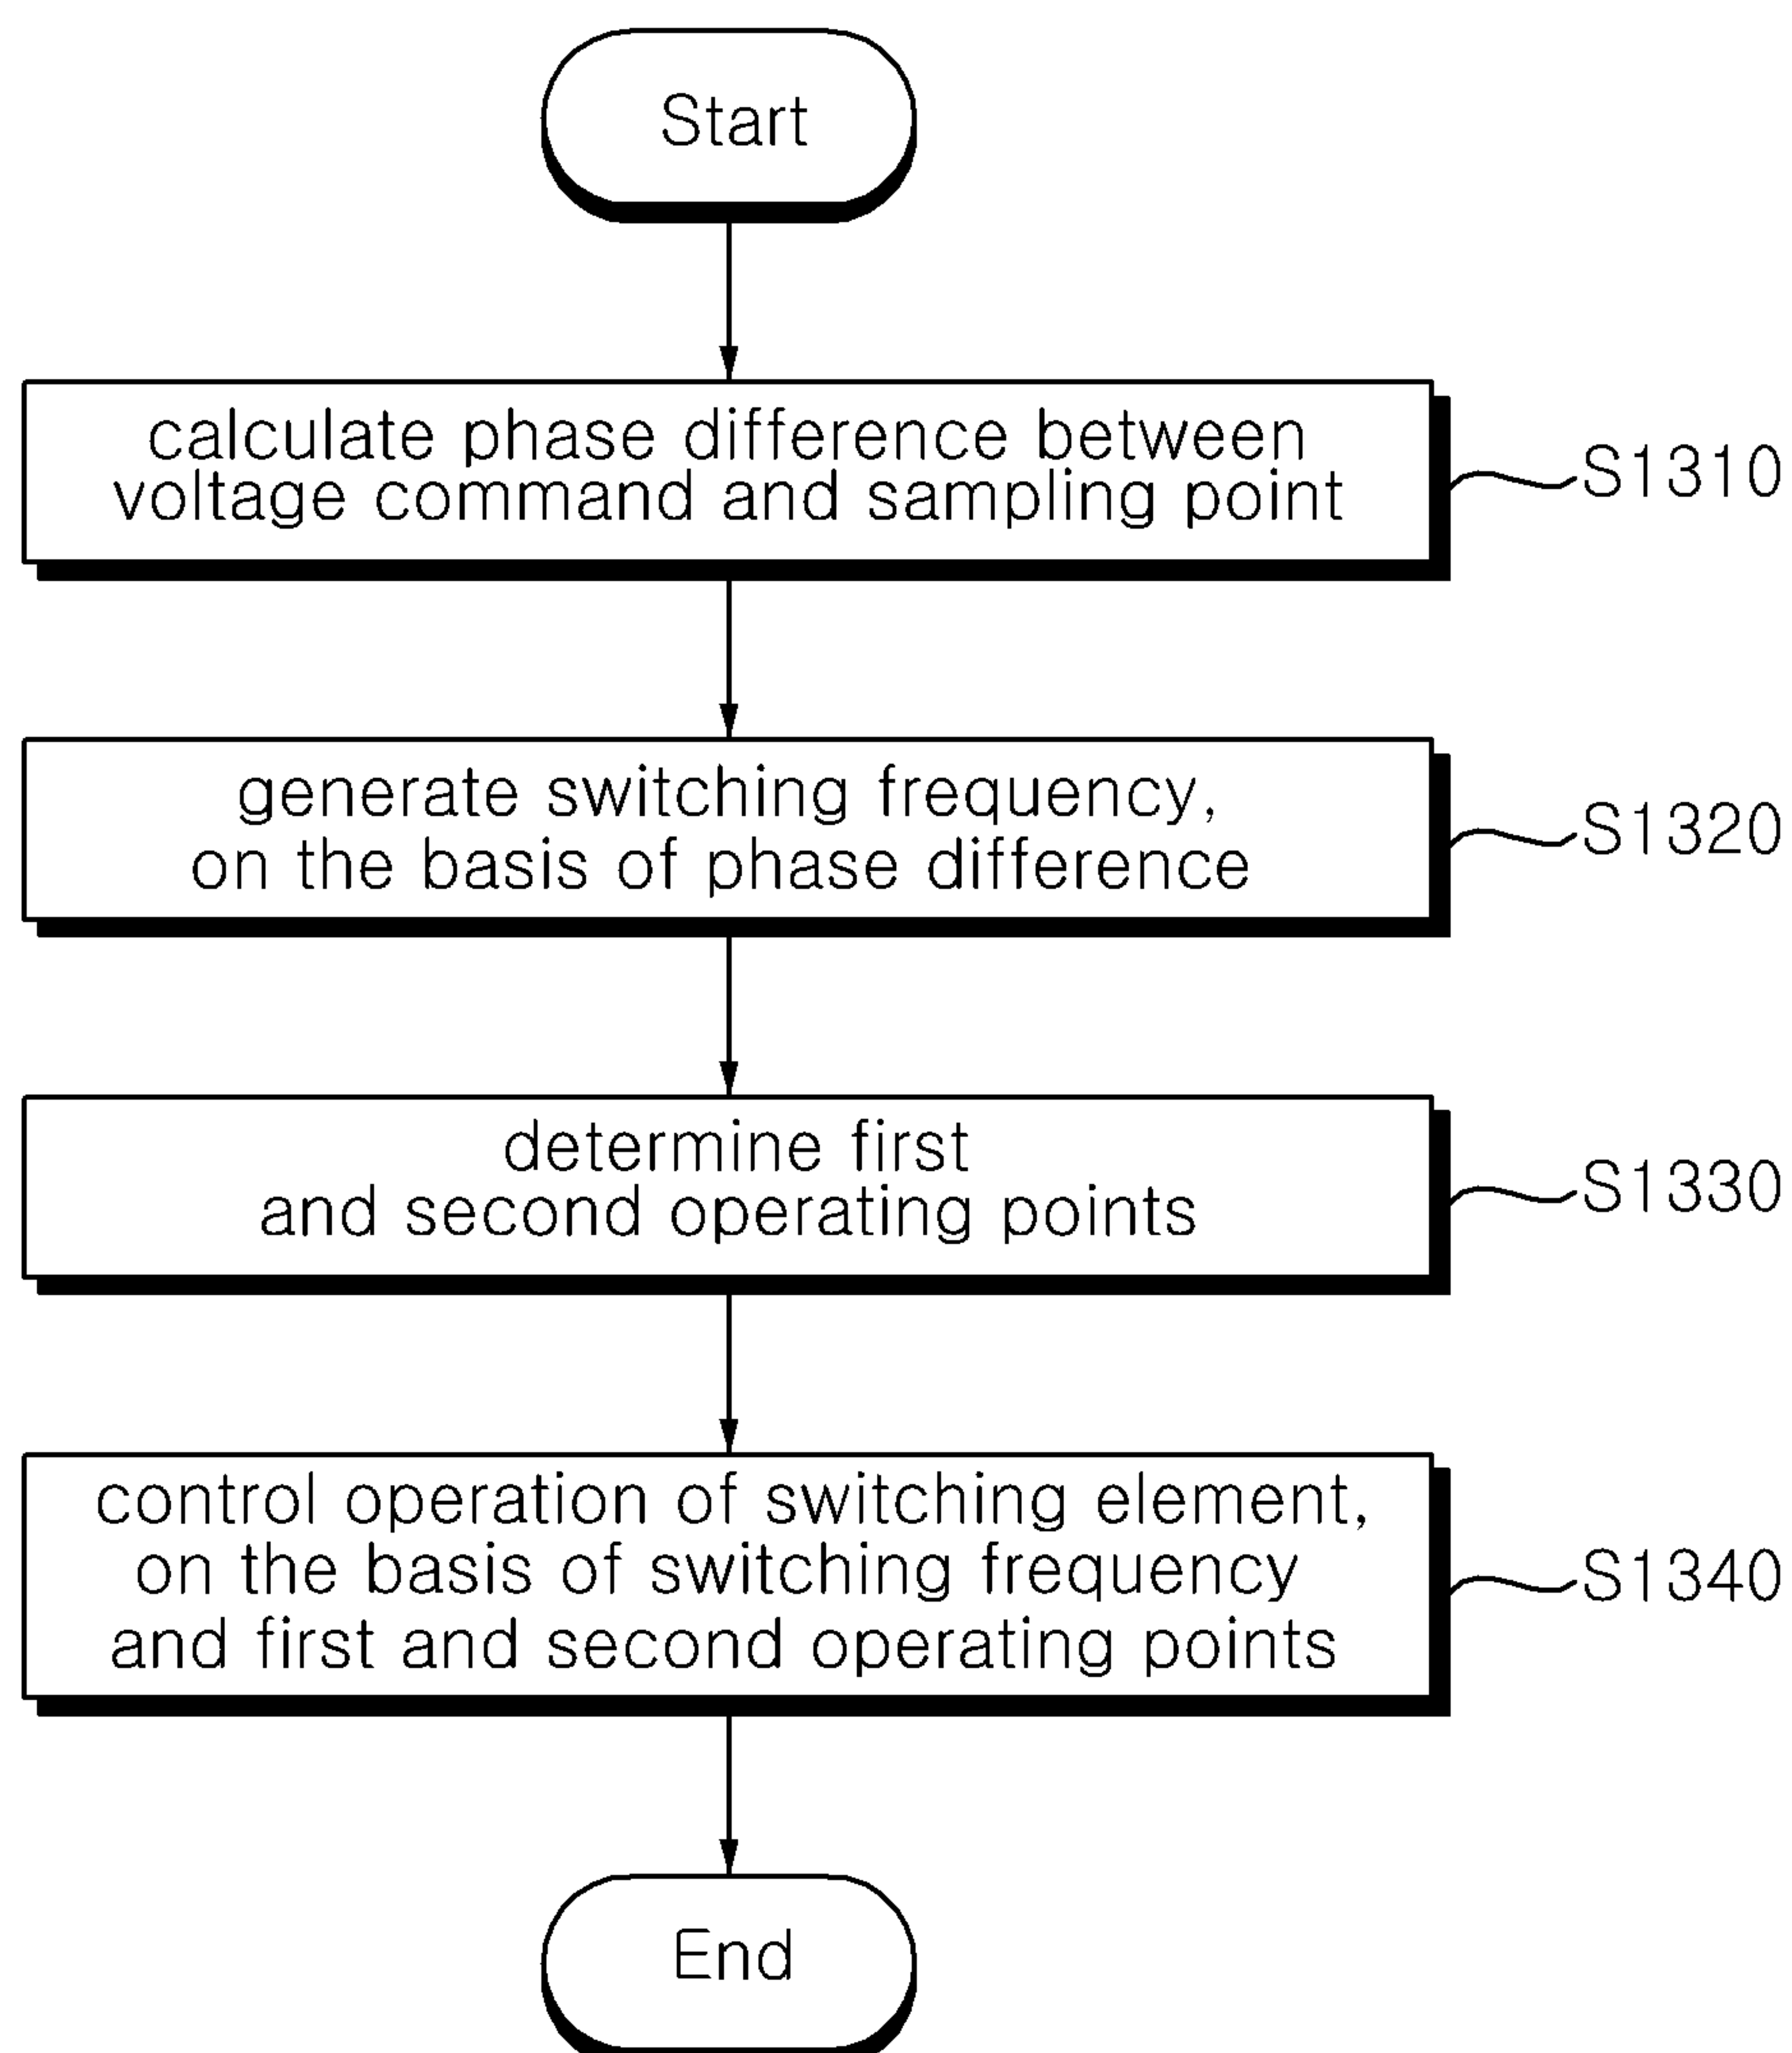 Start
calculate phase difference between
voltage command and sampling point
S1310
generate switching frequency,
on the basis of phase difference
S1320
determine first
and second operating points
S1330
control operation of switching element,
on the basis of switching frequency
and first and second operating points
S1340
End